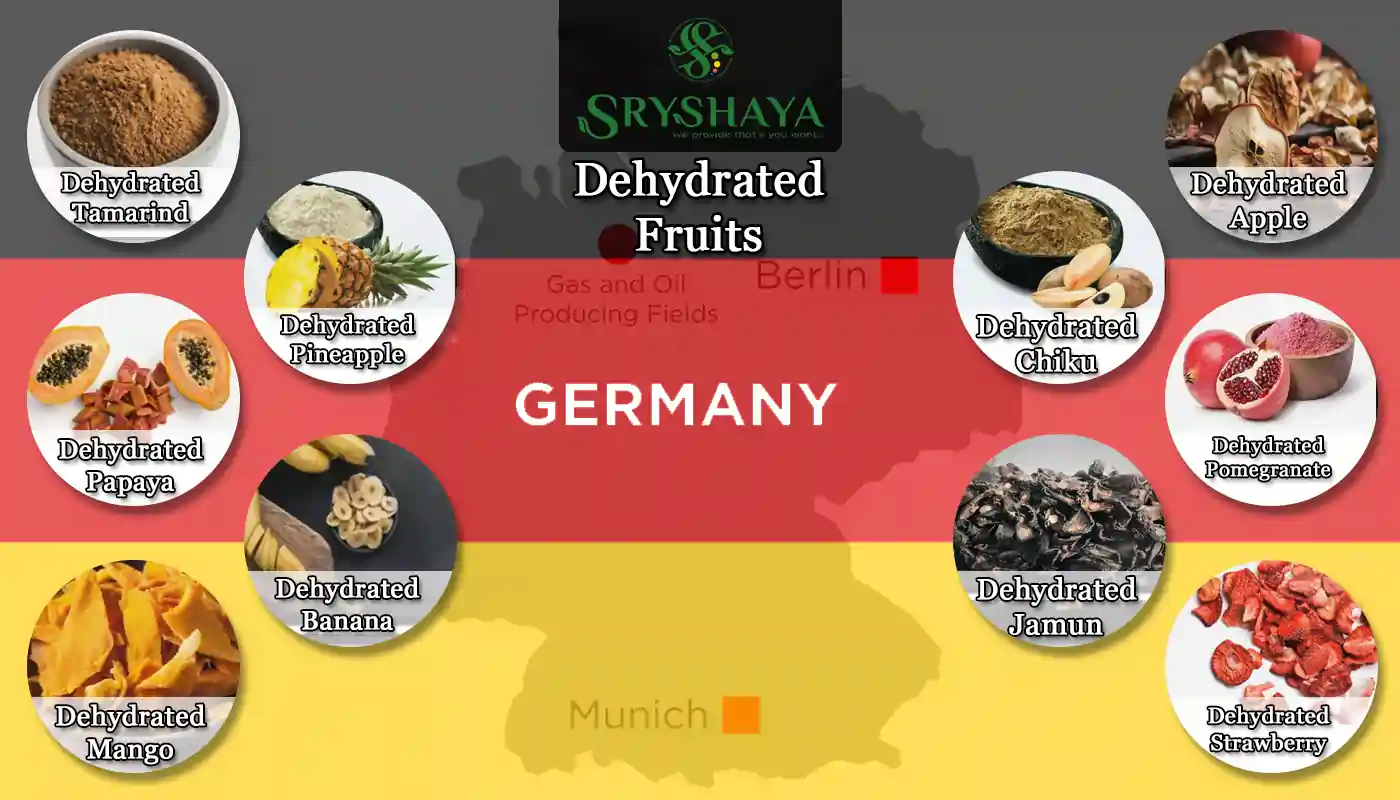 SRYSHAYA
we provide that's you want...
Dehydrated
Fruits
Gas and Oil
Producing Fields
Berlin
GERMANY
Munich
Dehydrated
Tamarind
Dehydrated
Pineapple
Dehydrated
Papaya
Dehydrated
Banana
Dehydrated
Mango
Dehydrated
Apple
Dehydrated
Chiku
Dehydrated
Pomegranate
Dehydrated
Jamun
Dehydrated
Strawberry